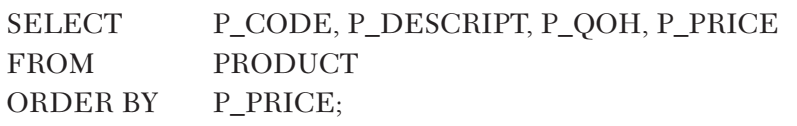 SELECT P_CODE, P_DESCRIPT, P_QOH, P_PRICE
FROM PRODUCT
ORDER BY P_PRICE;